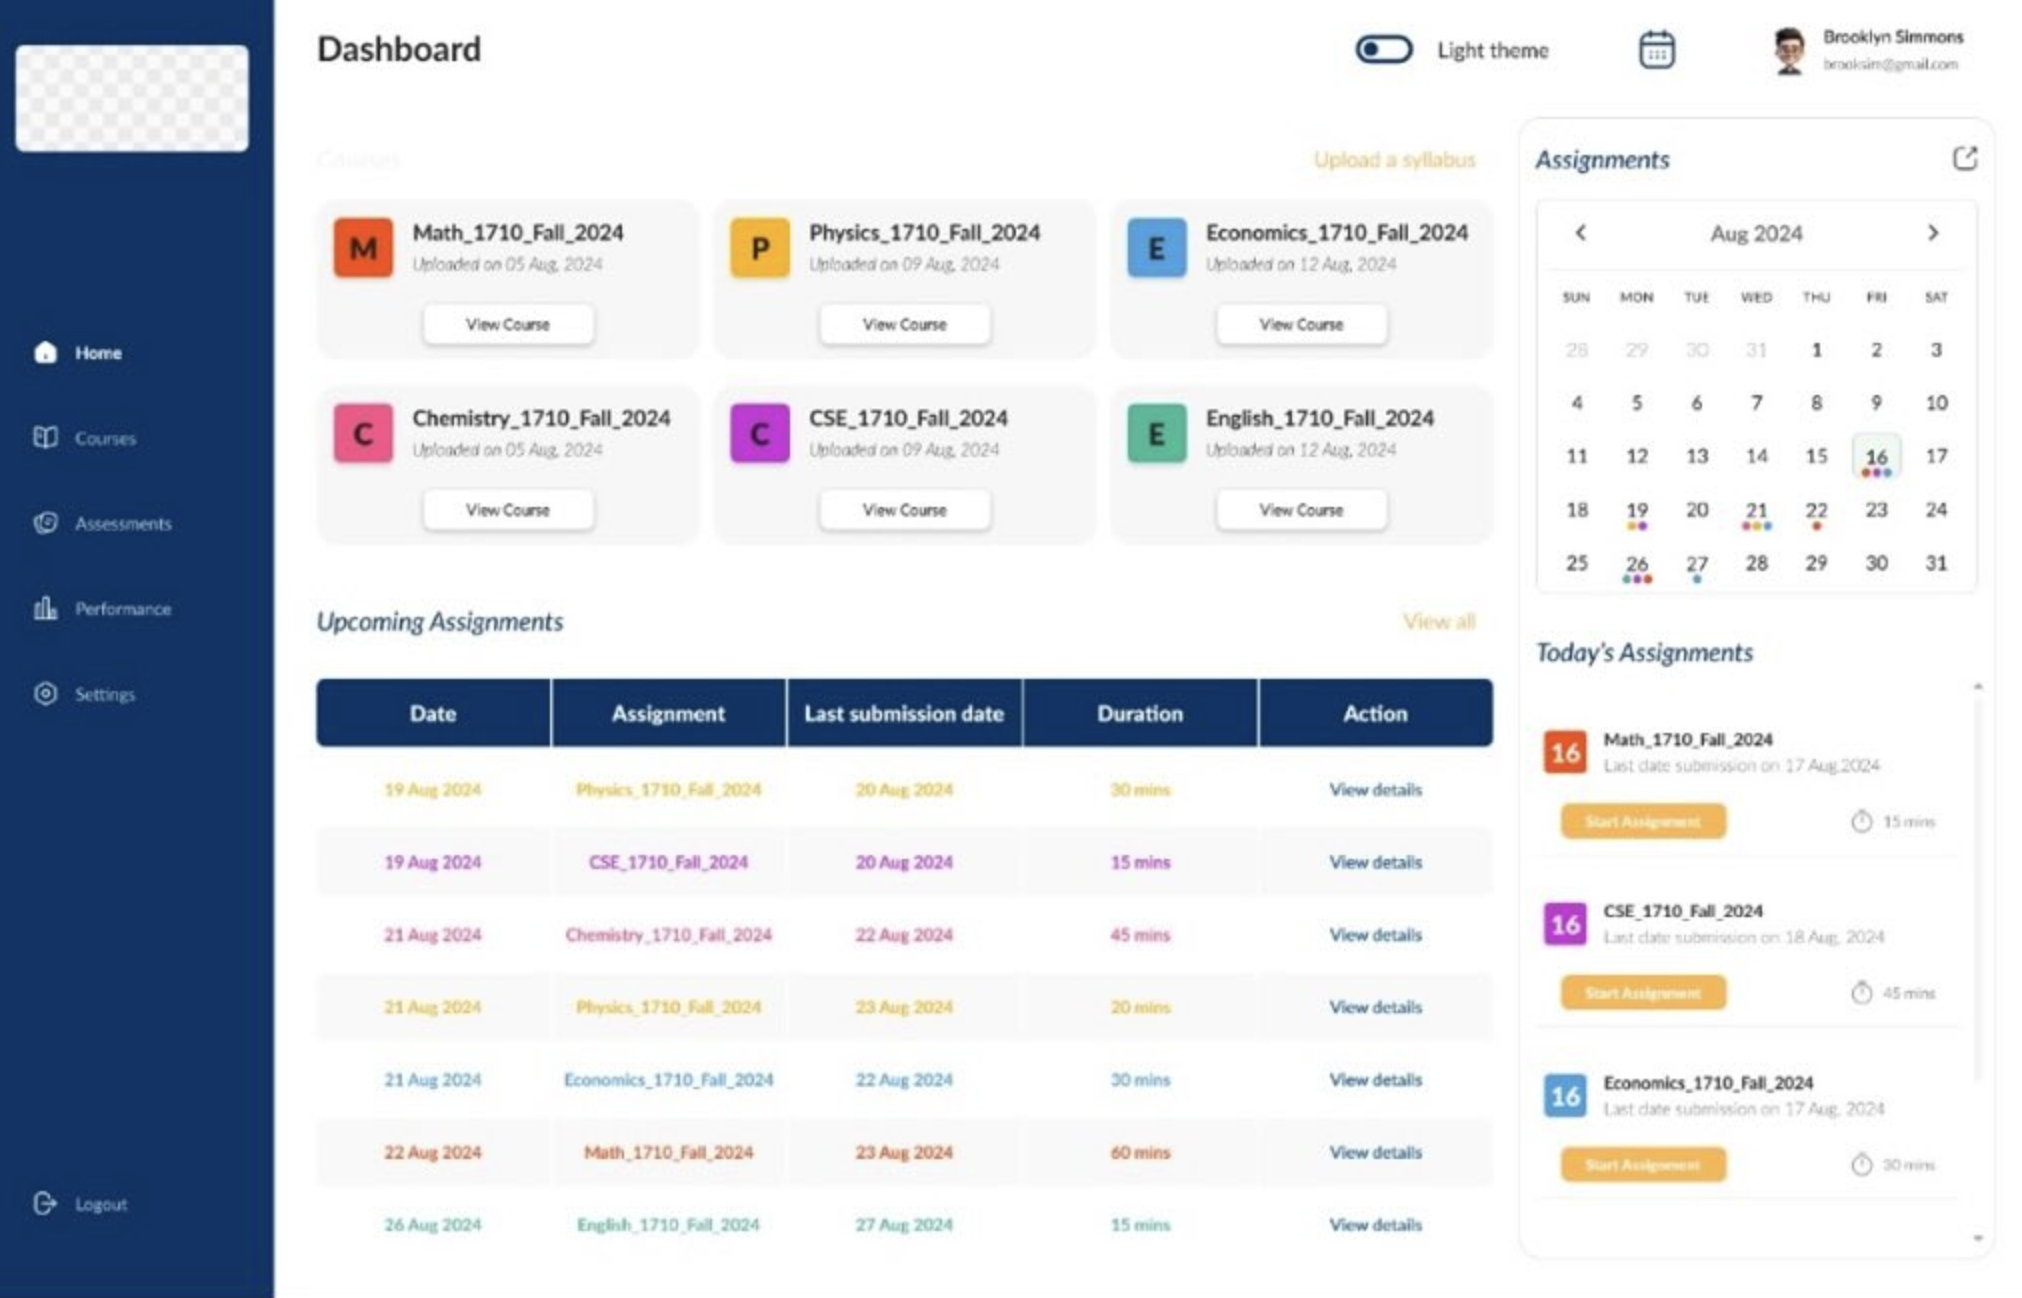 Home
Courses
Assessments
Performance
Settings
Logout
Dashboard
Light theme
Brooklyn Simmons
brooksim@gmail.com
Courses
Upload a syllabus
M
Math_1710_Fall_2024
Uploaded on 05 Aug, 2024
View Course
P
Physics_1710_Fall_2024
Uploaded on 09 Aug, 2024
View Course
E
Economics_1710_Fall_2024
Uploaded on 12 Aug, 2024
View Course
C
Chemistry_1710_Fall_2024
Uploaded on 05 Aug, 2024
View Course
C
CSE_1710_Fall_2024
Uploaded on 09 Aug, 2024
View Course
E
English_1710_Fall_2024
Uploaded on 12 Aug, 2024
View Course
Upcoming Assignments
View all
Date Assignment Last submission date Duration Action
19 Aug 2024 Physics_1710_Fall_2024 20 Aug 2024 30 mins View details
19 Aug 2024 CSE_1710_Fall_2024 20 Aug 2024 15 mins View details
21 Aug 2024 Chemistry_1710_Fall_2024 22 Aug 2024 45 mins View details
21 Aug 2024 Physics_1710_Fall_2024 23 Aug 2024 20 mins View details
21 Aug 2024 Economics_1710_Fall_2024 22 Aug 2024 30 mins View details
22 Aug 2024 Math_1710_Fall_2024 23 Aug 2024 60 mins View details
26 Aug 2024 English_1710_Fall_2024 27 Aug 2024 15 mins View details
Assignments
Aug 2024
SUN MON TUE WED THU FRI SAT
28 29 30 31 1 2 3
4 5 6 7 8 9 10
11 12 13 14 15 16 17
18 19 20 21 22 23 24
25 26 27 28 29 30 31
Today's Assignments
16
Math_1710_Fall_2024
Last date submission on 17 Aug,2024
Start Assignment
15 mins
16
CSE_1710_Fall_2024
Last date submission on 18 Aug, 2024
Start Assignment
45 mins
16
Economics_1710_Fall_2024
Last date submission on 17 Aug, 2024
Start Assignment
30 mins